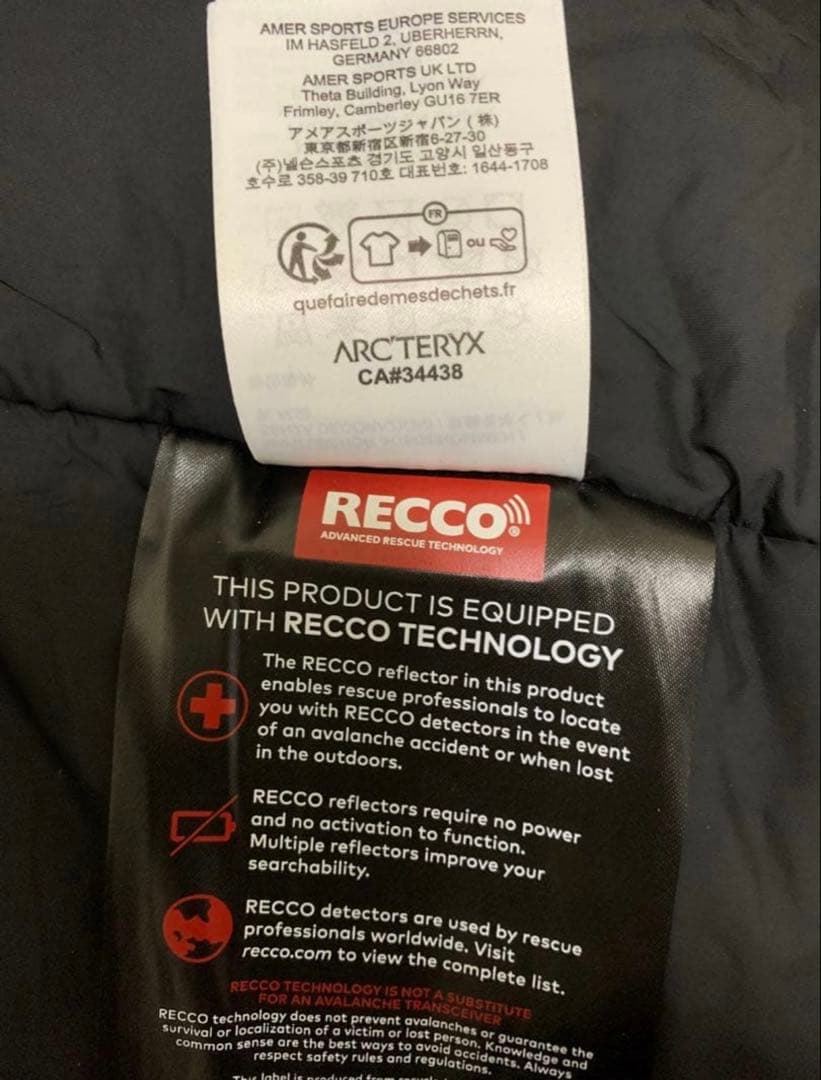 AMER SPORTS EUROPE SERVICES
IM HASFELD 2, UBERHERRN,
GERMANY 66802
AMER SPORTS UK LTD
Theta Building, Lyon Way
Frimley, Camberley GU16 7ER
アメアスポーツジャパン (株)
東京都新宿区新宿6-27-30
(주)넬슨스포츠 경기도 고양시 일산동구
호수로 358-39 710호 대표번호: 1644-1708
FR
ou
quefairedemesdechets.fr
ARC'TERYX
CA#34438
RECCO®
ADVANCED RESCUE TECHNOLOGY
THIS PRODUCT IS EQUIPPED
WITH RECCO TECHNOLOGY
The RECCO reflector in this product
enables rescue professionals to locate
you with RECCO detectors in the event
of an avalanche accident or when lost
in the outdoors.
RECCO reflectors require no power
and no activation to function.
Multiple reflectors improve your
searchability.
RECCO detectors are used by rescue
professionals worldwide. Visit
recco.com to view the complete list.
RECCO TECHNOLOGY IS NOT A SUBSTITUTE
FOR AN AVALANCHE TRANSCEIVER
RECCO technology does not prevent avalanches or guarantee the
survival or localization of a victim or lost person. Knowledge and
common sense are the best ways to avoid accidents. Always
respect safety rules and regulations.
This label is produced from